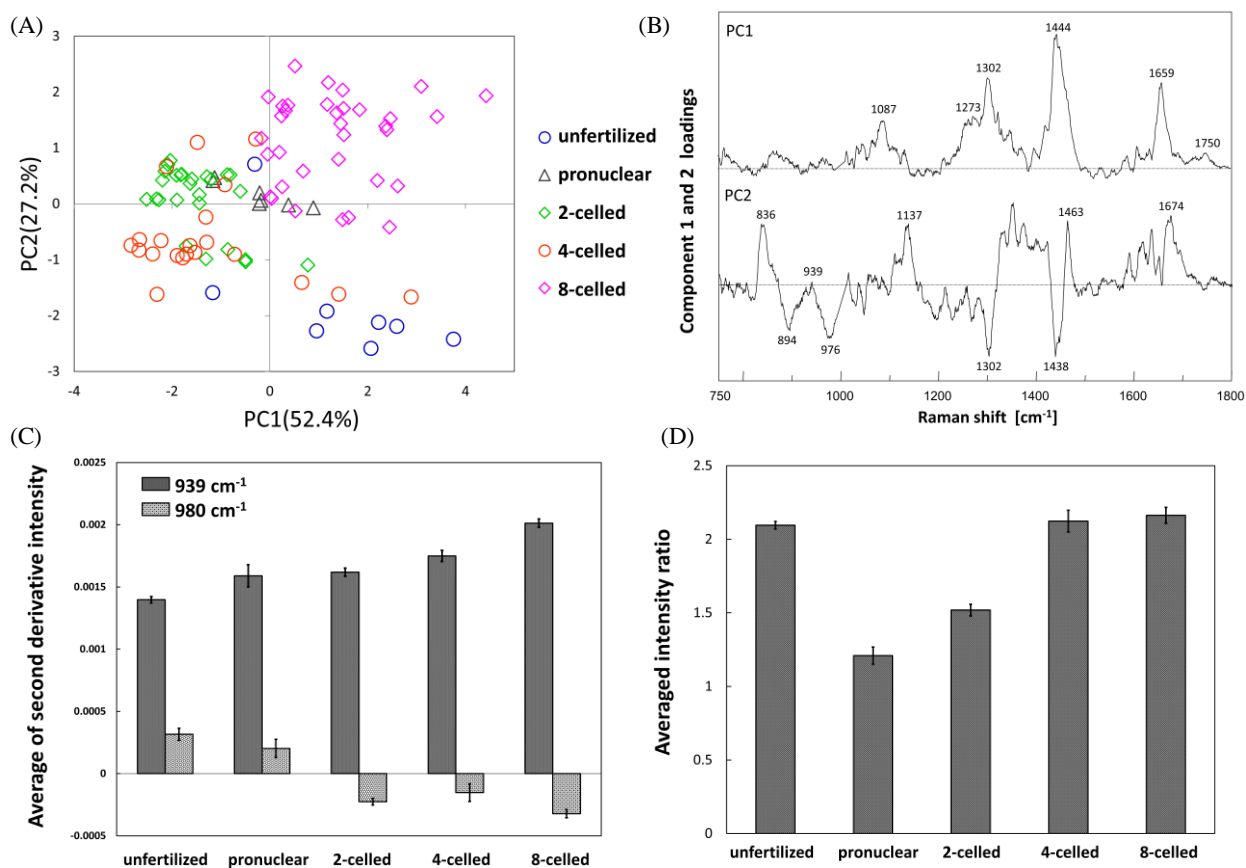 (A)
3
2
1
0
-1
-2
-3
-4
-2
0
2
4
PC2(27.2%)
PC1(52.4%)
unfertilized
pronuclear
2-celled
4-celled
8-celled
(B)
PC1
1087
1273
1302
1444
1659
1750
PC2
836
894
939
976
1137
1302
1438
1463
1674
Component 1 and 2 loadings
750 1000 1200 1400 1600 1800
Raman shift [cm-1]
(C)
0.0025
0.002
0.0015
0.001
0.0005
0
-0.0005
Average of second derivative intensity
939 cm-1
980 cm-1
unfertilized pronuclear 2-celled 4-celled 8-celled
(D)
2.5
2
1.5
1
0.5
0
Averaged intensity ratio
unfertilized pronuclear 2-celled 4-celled 8-celled